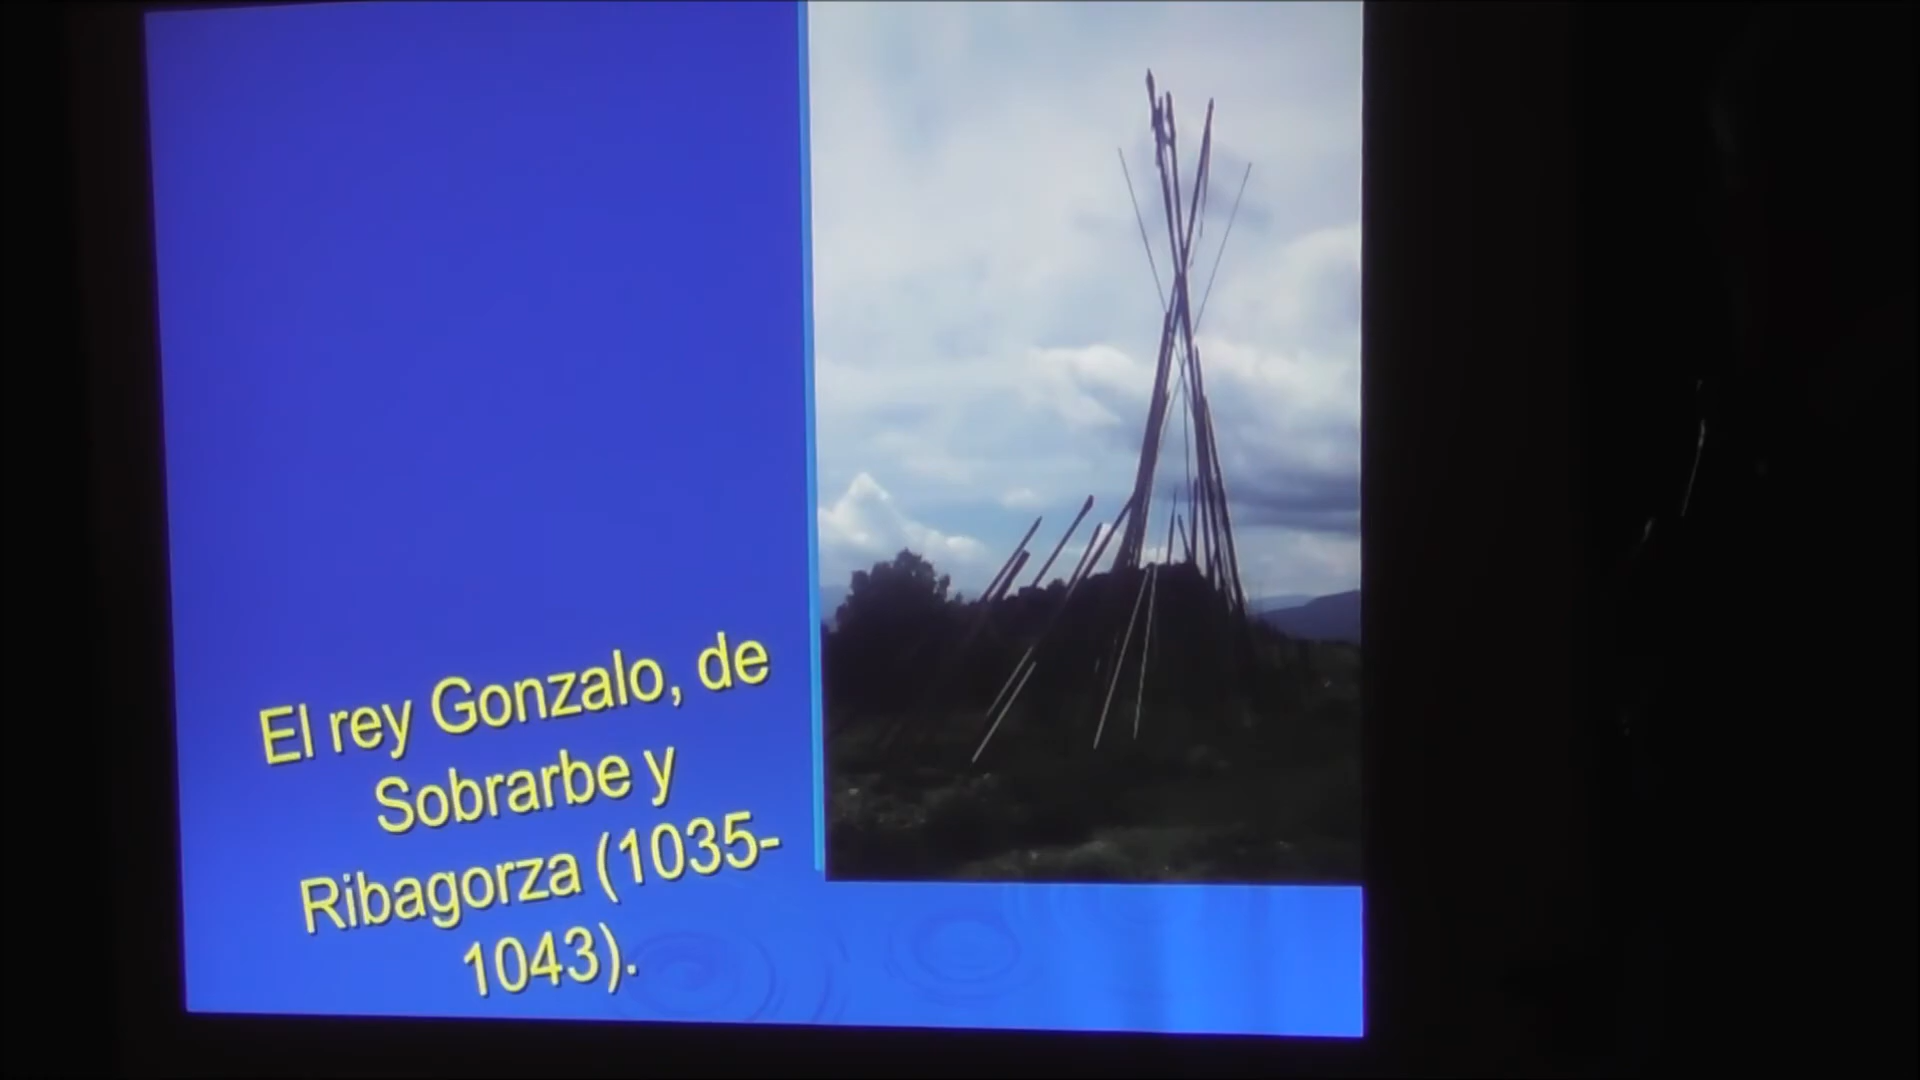 El rey Gonzalo, de
Sobrarbe y
Ribagorza (1035-
1043).